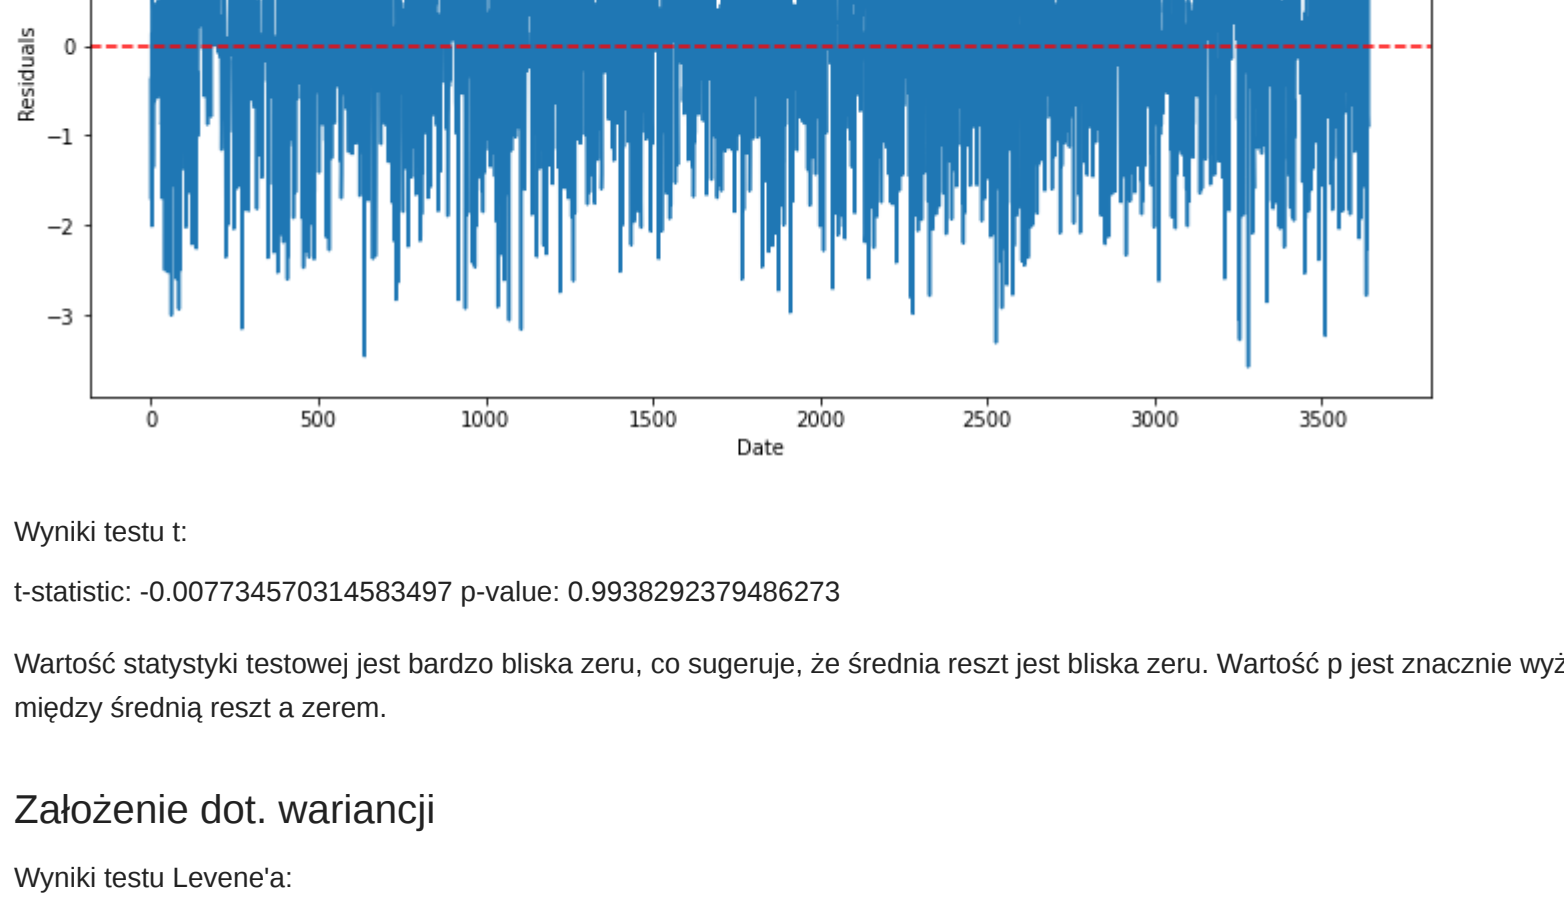 Residuals
0
−1
−2
−3
0 500 1000 1500 2000 2500 3000 3500
Date
Wyniki testu t:
t-statistic: -0.007734570314583497 p-value: 0.9938292379486273
Wartość statystyki testowej jest bardzo bliska zeru, co sugeruje, że średnia reszt jest bliska zeru. Wartość p jest znacznie
między średnią reszt a zerem.
Założenie dot. wariancji
Wyniki testu Levene'a: